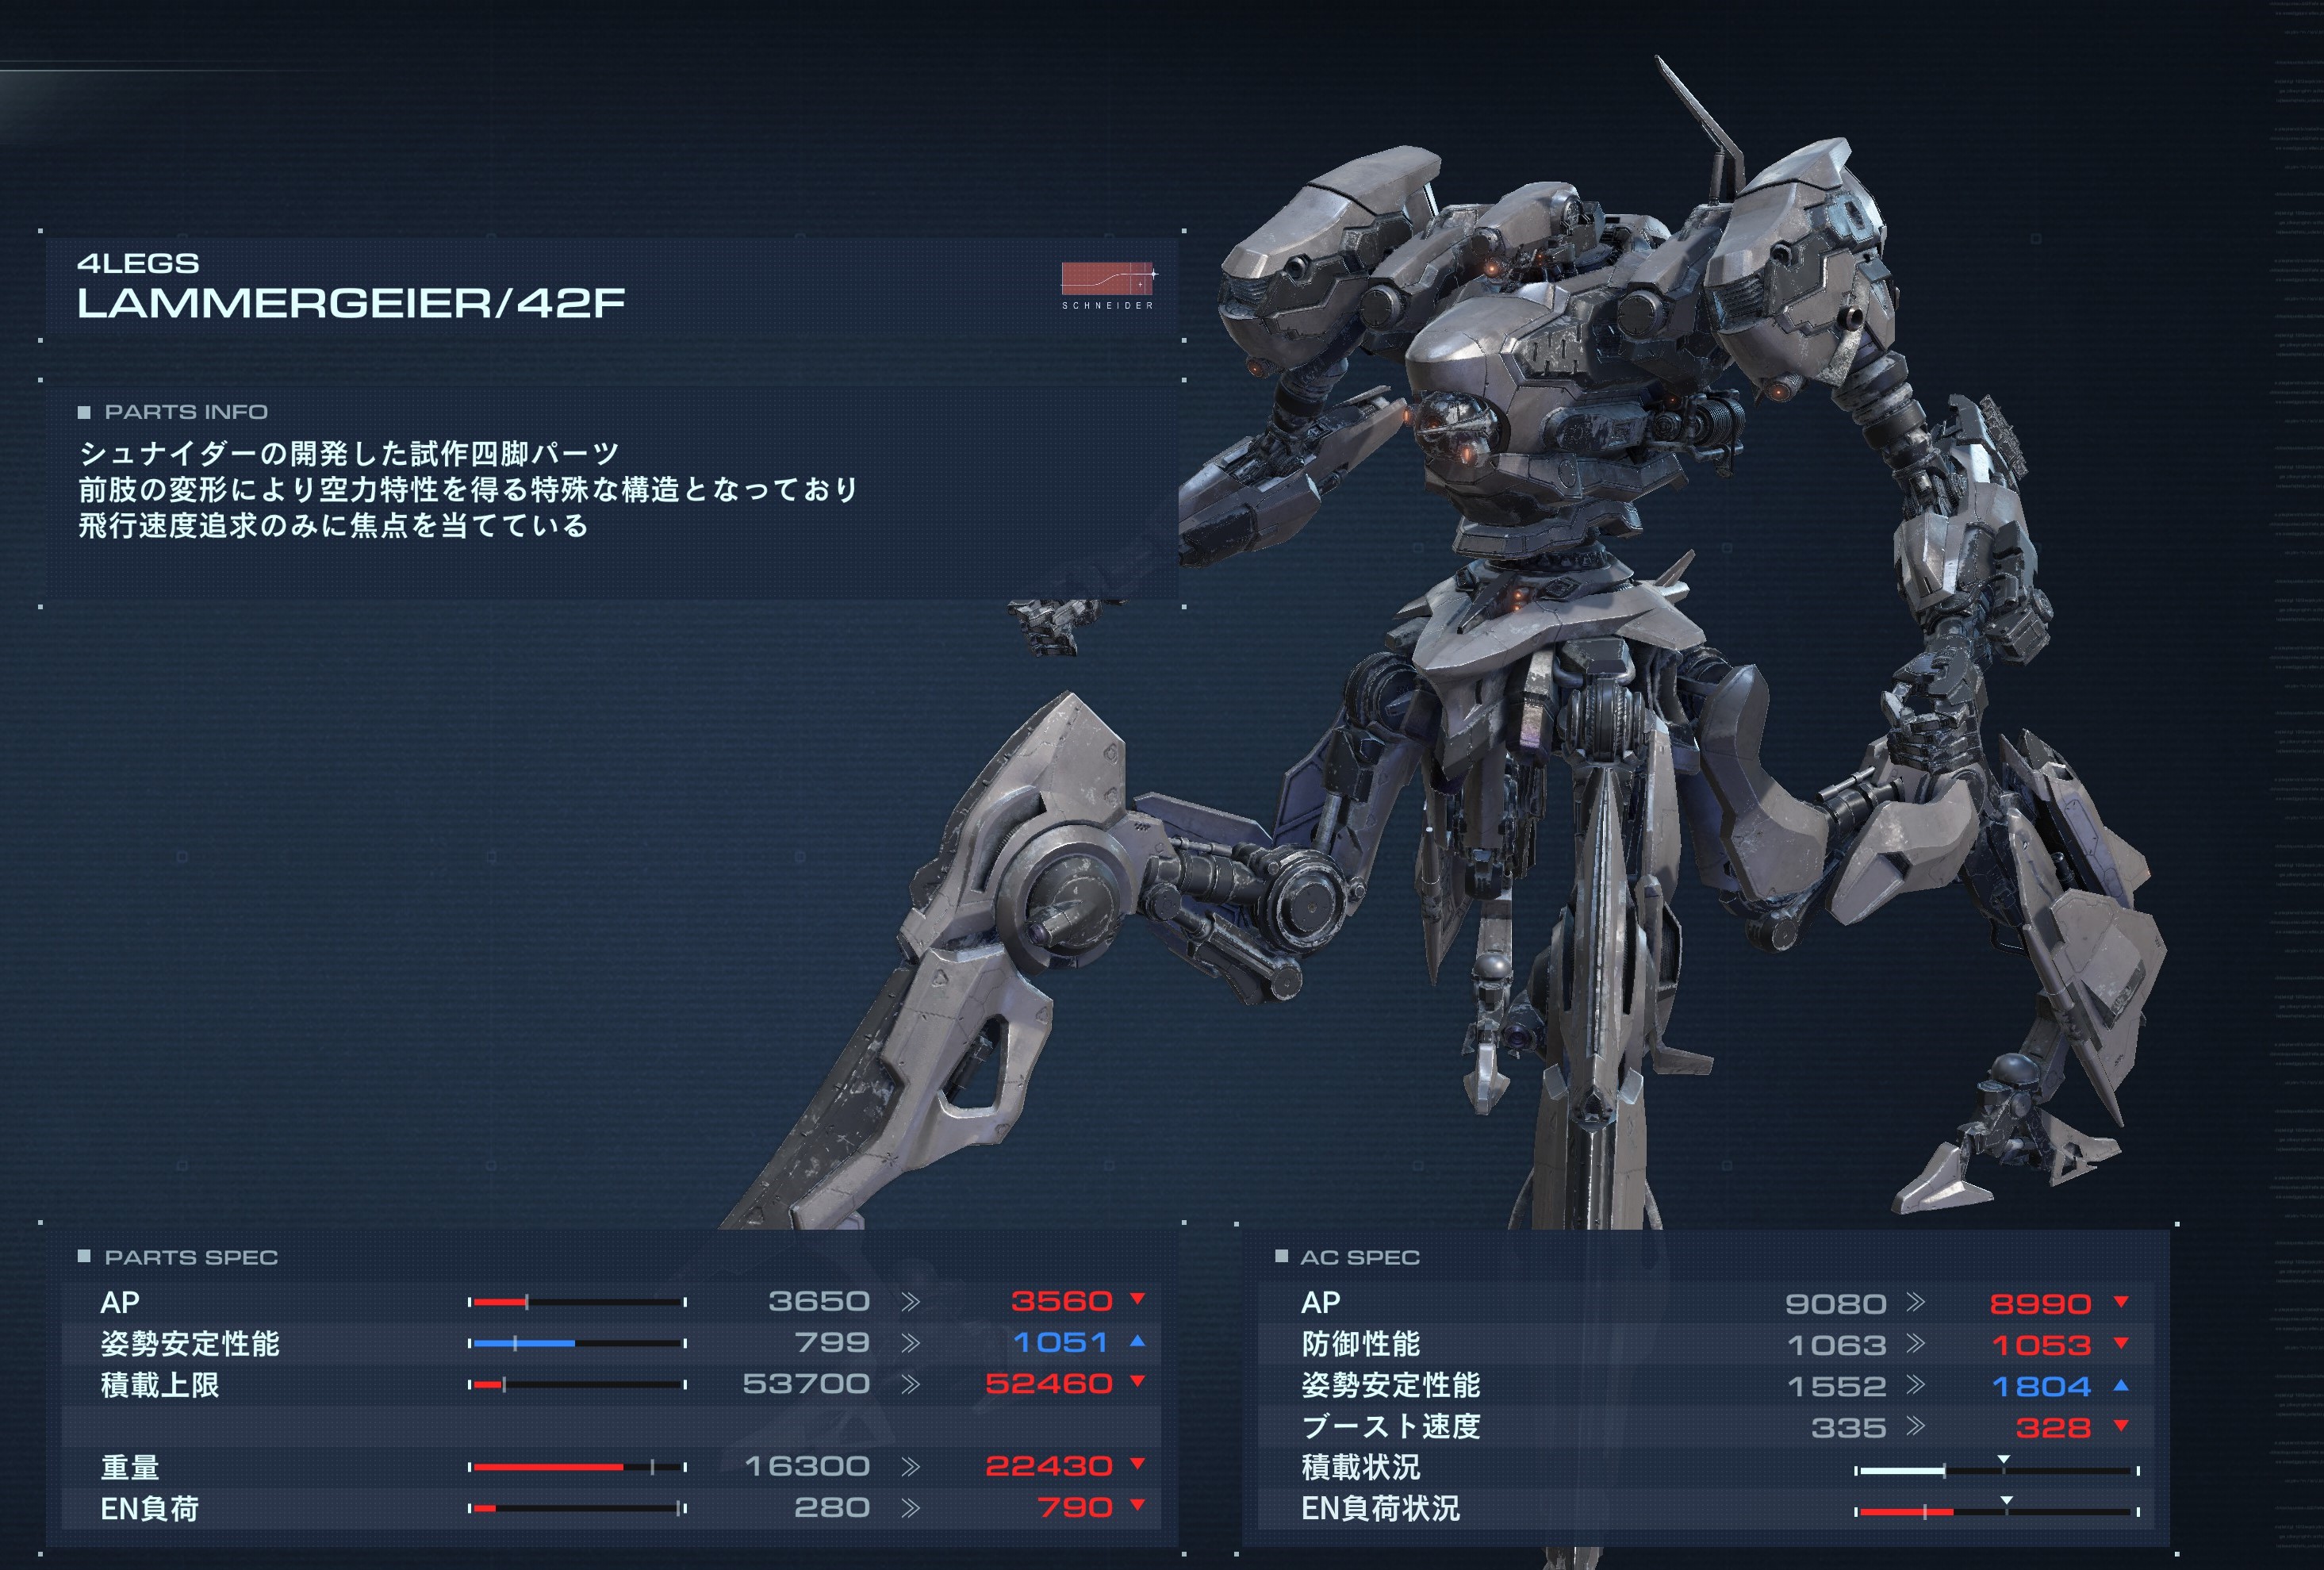 4LEGS
LAMMERGEIER/42F
SCHNEIDER
PARTS INFO
シュナイダーの開発した試作四脚パーツ
前肢の変形により空力特性を得る特殊な構造となっており
飛行速度追求のみに焦点を当てている
PARTS SPEC
AP 3650 >> 3560 ▼
姿勢安定性能 799 >> 1051 ▲
積載上限 53700 >> 52460 ▼
重量 16300 >> 22430 ▼
EN負荷 280 >> 790 ▼
AC SPEC
AP 9080 >> 8990 ▼
防御性能 1063 >> 1053 ▼
姿勢安定性能 1552 >> 1804 ▲
ブースト速度 335 >> 328 ▼
積載状況
EN負荷状況